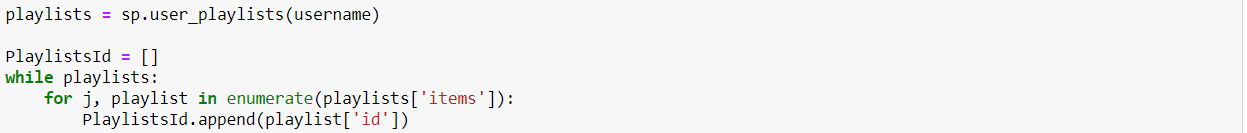 playlists = sp.user_playlists(username)
PlaylistsId = []
while playlists:
    for j, playlist in enumerate(playlists['items']):
        PlaylistsId.append(playlist['id'])